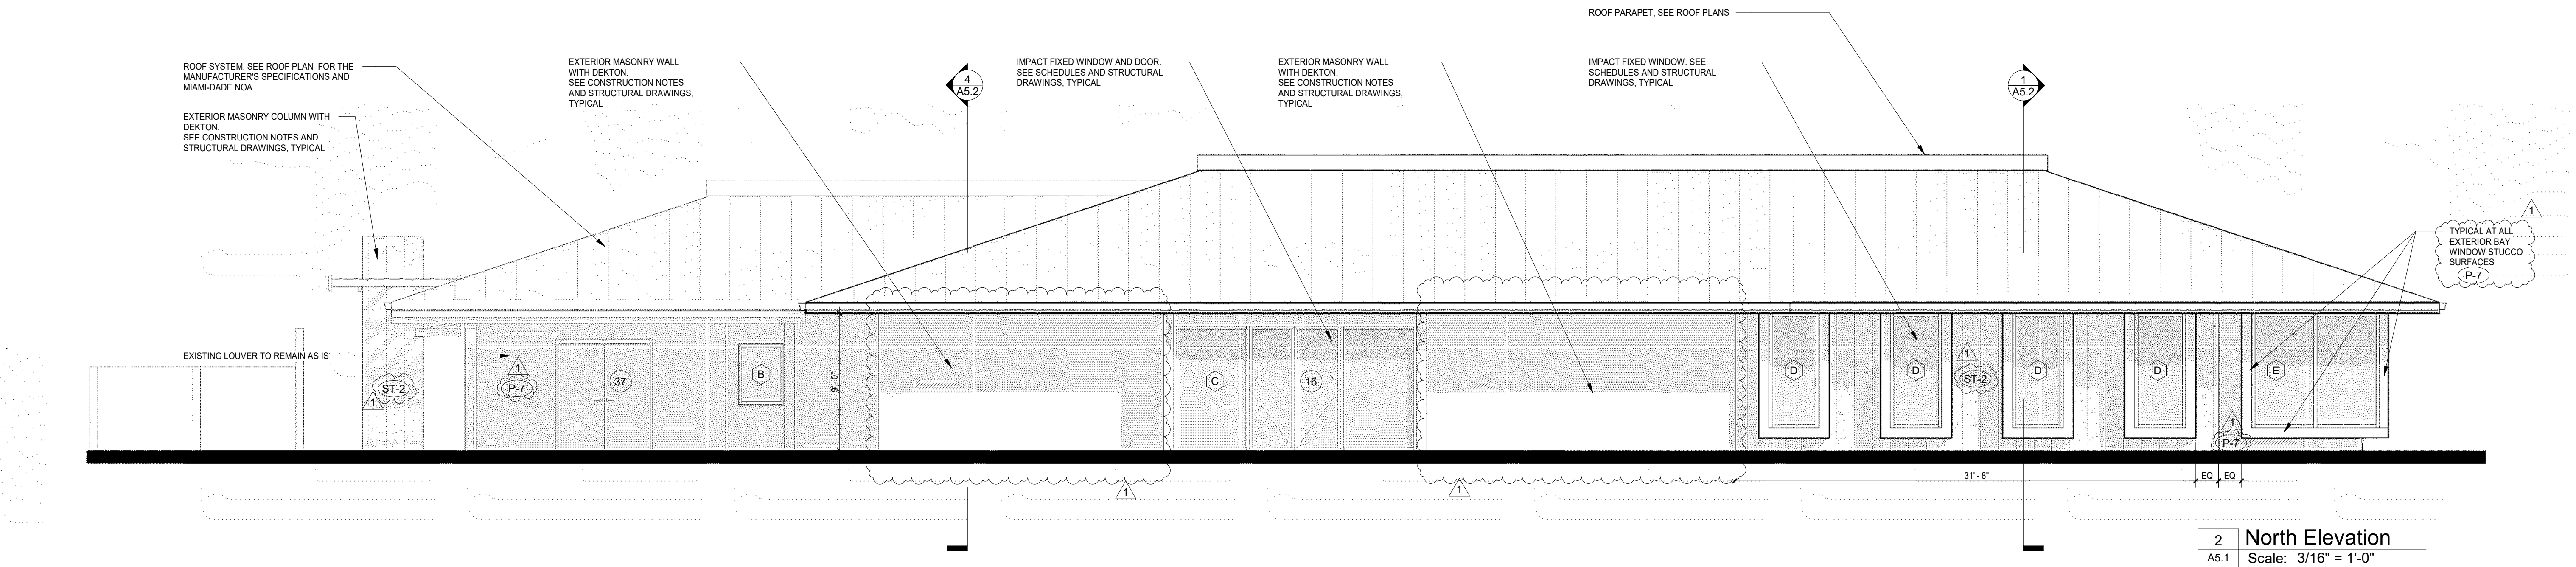 ROOF PARAPET, SEE ROOF PLANS
ROOF SYSTEM. SEE ROOF PLAN FOR THE
MANUFACTURER'S SPECIFICATIONS AND
MIAMI-DADE NOA
EXTERIOR MASONRY COLUMN WITH
DEKTON.
SEE CONSTRUCTION NOTES AND
STRUCTURAL DRAWINGS, TYPICAL
EXTERIOR MASONRY WALL
WITH DEKTON.
SEE CONSTRUCTION NOTES
AND STRUCTURAL DRAWINGS,
TYPICAL
4
A5.2
IMPACT FIXED WINDOW AND DOOR.
SEE SCHEDULES AND STRUCTURAL
DRAWINGS, TYPICAL
EXTERIOR MASONRY WALL
WITH DEKTON.
SEE CONSTRUCTION NOTES
AND STRUCTURAL DRAWINGS,
TYPICAL
IMPACT FIXED WINDOW. SEE
SCHEDULES AND STRUCTURAL
DRAWINGS, TYPICAL
1
A5.2
1
TYPICAL AT ALL
EXTERIOR BAY
WINDOW STUCCO
SURFACES
P-7
EXISTING LOUVER TO REMAIN AS IS
ST-2
1
1
P-7
37
B
9' - 0"
C
16
D
D
1
ST-2
D
D
E
1
P-7
1
1
31' - 8"
EQ
EQ
2
North Elevation
A5.1
Scale: 3/16" = 1'-0"